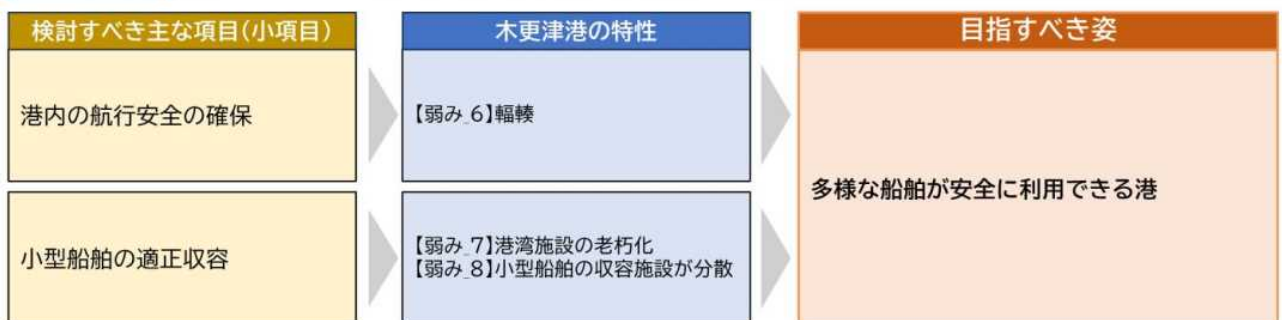 検討すべき主な項目(小項目)
木更津港の特性
目指すべき姿
港内の航行安全の確保
【弱み_6】輻輳
多様な船舶が安全に利用できる港
小型船舶の適正収容
【弱み_7】港湾施設の老朽化
【弱み_8】小型船舶の収容施設が分散